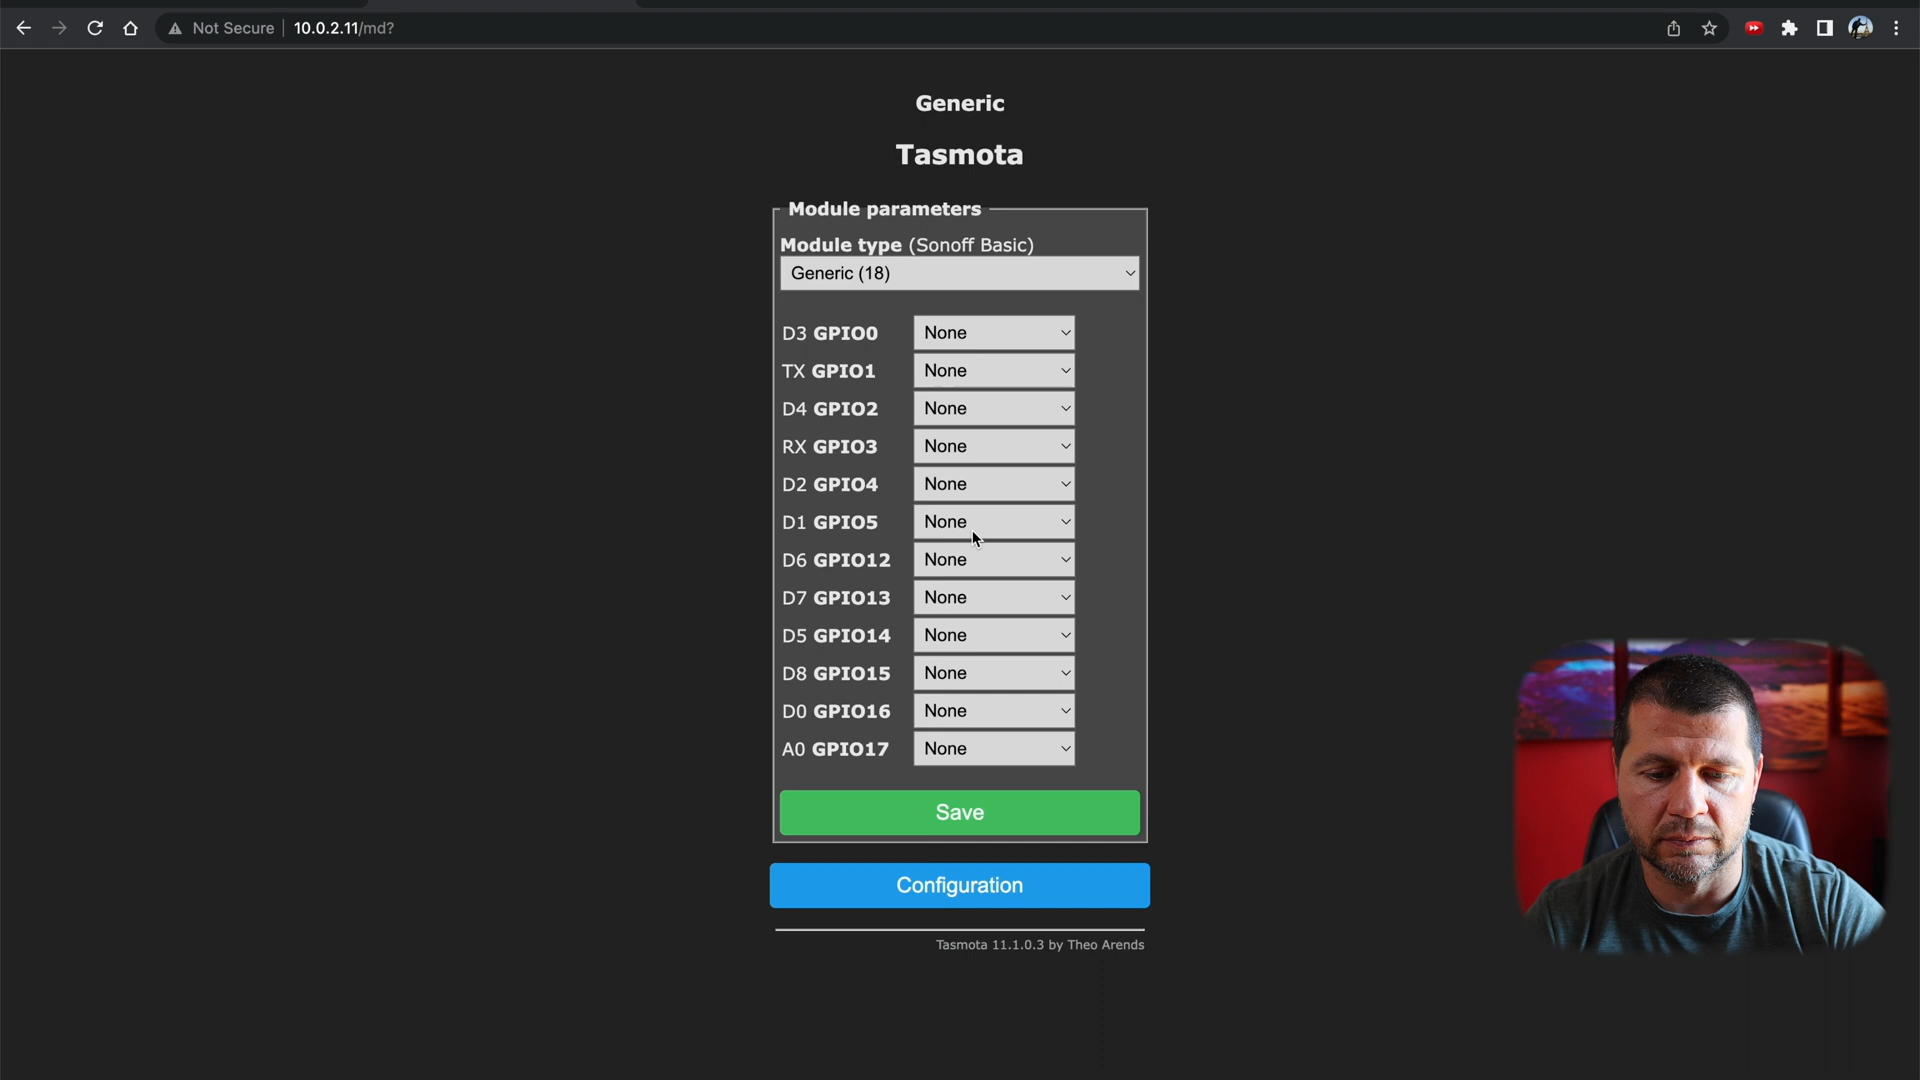 Not Secure
10.0.2.11/md?
Generic
Tasmota
Module parameters
Module type (Sonoff Basic)
Generic (18)
D3 GPIO0 None
TX GPIO1 None
D4 GPIO2 None
RX GPIO3 None
D2 GPIO4 None
D1 GPIO5 None
D6 GPIO12 None
D7 GPIO13 None
D5 GPIO14 None
D8 GPIO15 None
D0 GPIO16 None
A0 GPIO17 None
Save
Configuration
Tasmota 11.1.0.3 by Theo Arends